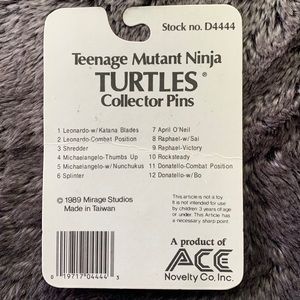 Stock no. D4444
Teenage Mutant Ninja
TURTLES®
Collector Pins
1 Leonardo-w/Katana Blades
2 Leonardo-Combat Position
3 Shredder
4 Michaelangelo-Thumbs Up
5 Michaelangelo-w/Nunchukus
6 Splinter
7 April O'Neil
8 Raphael-w/Sai
9 Raphael-Victory
10 Rocksteady
11 Donatello-Combat Position
12 Donatello-w/Bo
© 1989 Mirage Studios
Made in Taiwan
This article is not a toy
It is not intended for use
by children 3 years of age
or under. This Article has
a necessary sharp point.
0 19717 04444 3
A product of
ACE
Novelty Co., Inc.